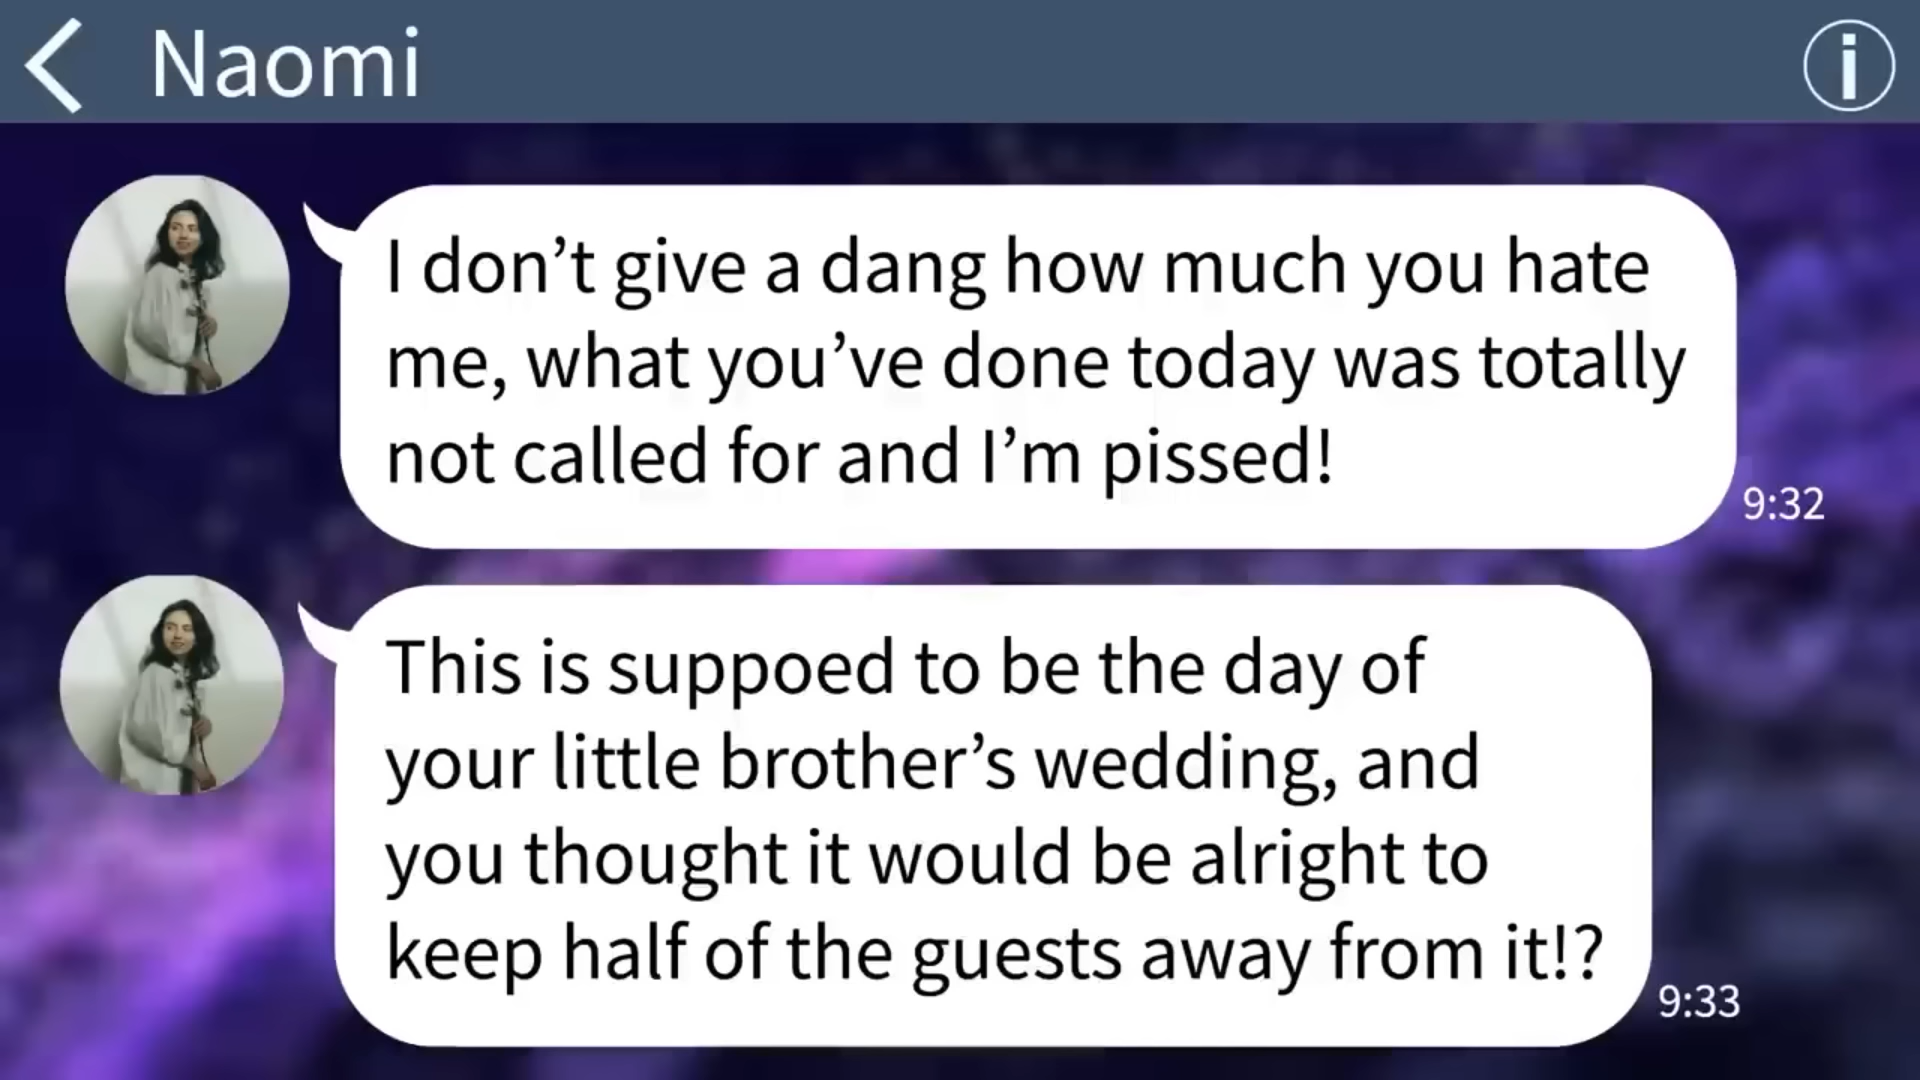 Naomi
I don’t give a dang how much you hate
me, what you’ve done today was totally
not called for and I’m pissed!
9:32
This is suppoed to be the day of
your little brother’s wedding, and
you thought it would be alright to
keep half of the guests away from it!?
9:33